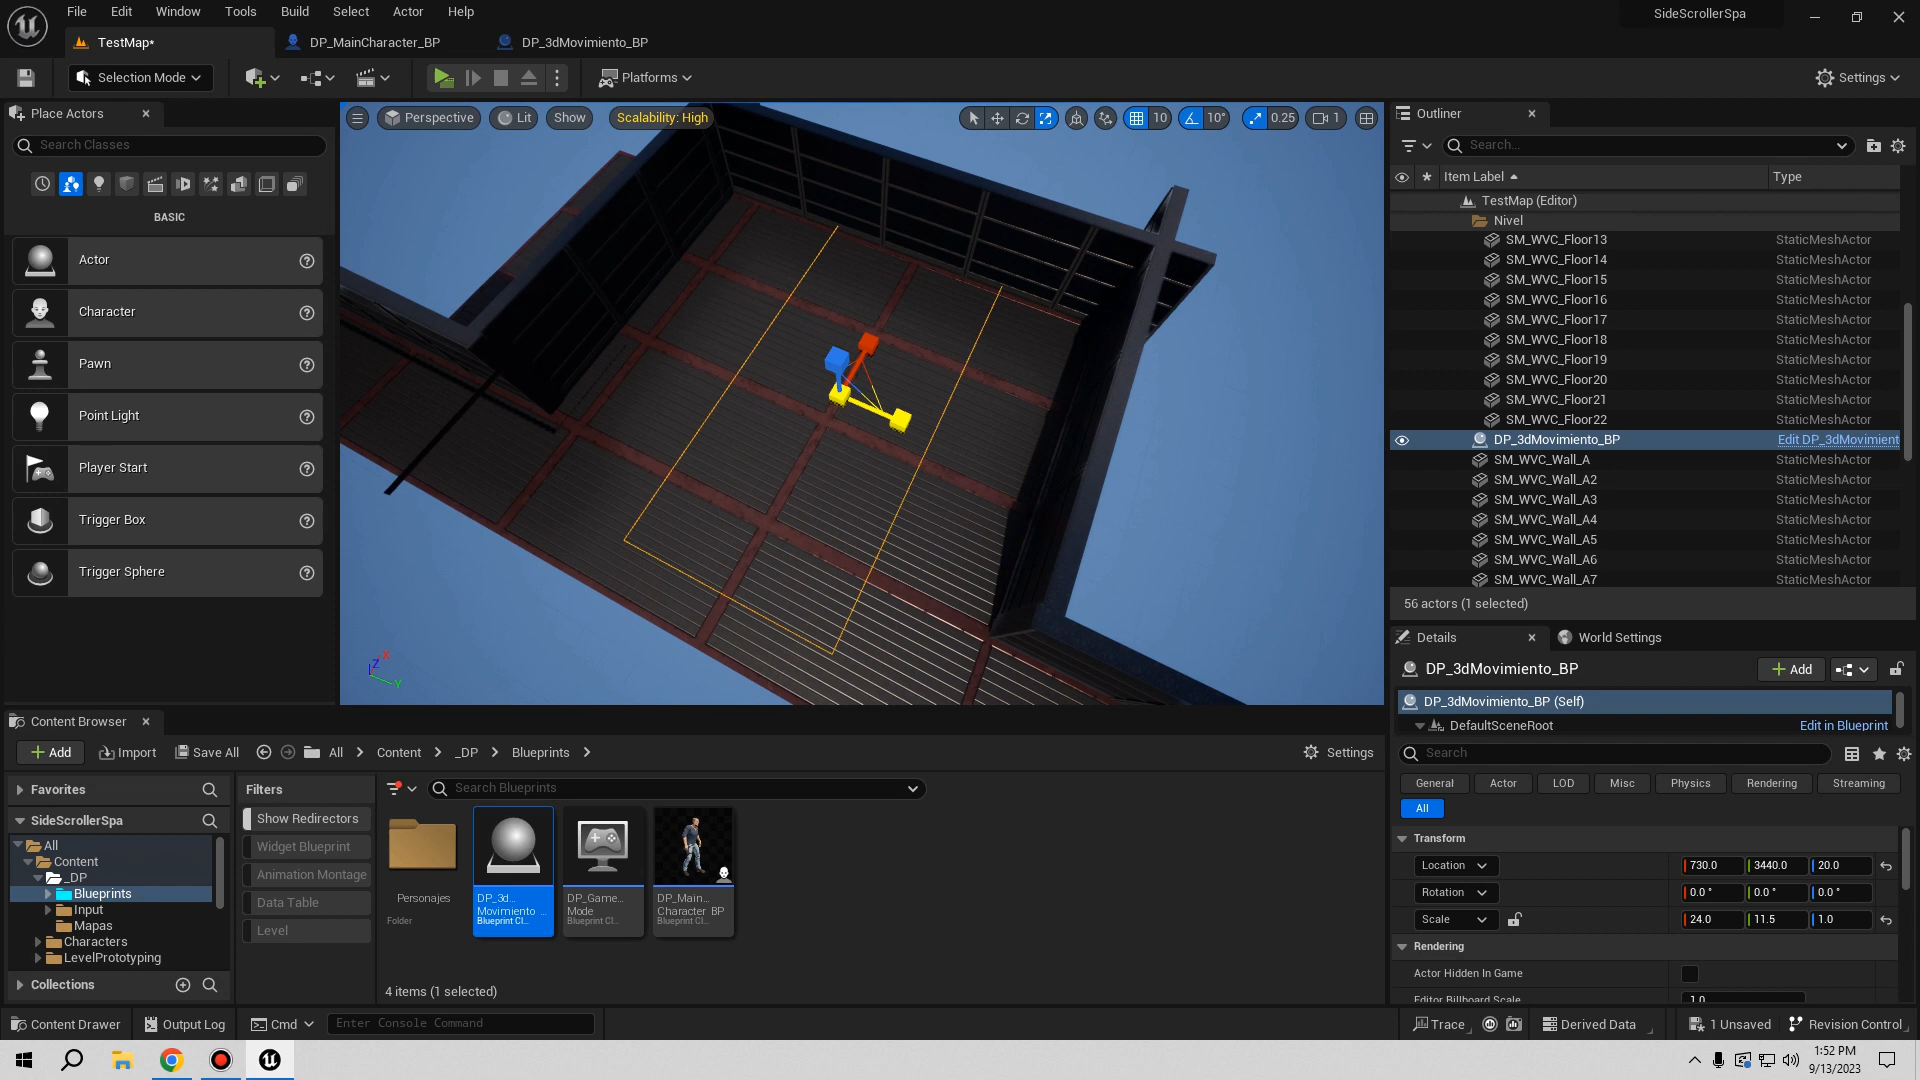 File Edit Window Tools Build Select Actor Help
SideScrollerSpa
TestMap*
DP_MainCharacter_BP
DP_3dMovimiento_BP
Selection Mode
Platforms
Settings
Place Actors
Search Classes
BASIC
Actor
Character
Pawn
Point Light
Player Start
Trigger Box
Trigger Sphere
Perspective
Lit
Show
Scalability: High
10
10°
0.25
1
X
Z
Y
Outliner
Search...
Item Label
Type
TestMap (Editor)
Nivel
SM_WVC_Floor13 StaticMeshActor
SM_WVC_Floor14 StaticMeshActor
SM_WVC_Floor15 StaticMeshActor
SM_WVC_Floor16 StaticMeshActor
SM_WVC_Floor17 StaticMeshActor
SM_WVC_Floor18 StaticMeshActor
SM_WVC_Floor19 StaticMeshActor
SM_WVC_Floor20 StaticMeshActor
SM_WVC_Floor21 StaticMeshActor
SM_WVC_Floor22 StaticMeshActor
DP_3dMovimiento_BP Edit DP_3dMovimient
SM_WVC_Wall_A StaticMeshActor
SM_WVC_Wall_A2 StaticMeshActor
SM_WVC_Wall_A3 StaticMeshActor
SM_WVC_Wall_A4 StaticMeshActor
SM_WVC_Wall_A5 StaticMeshActor
SM_WVC_Wall_A6 StaticMeshActor
SM_WVC_Wall_A7 StaticMeshActor
56 actors (1 selected)
Details
World Settings
DP_3dMovimiento_BP
Add
DP_3dMovimiento_BP (Self)
DefaultSceneRoot Edit in Blueprint
Search
General Actor LOD Misc Physics Rendering Streaming
All
Transform
Location 730.0 3440.0 20.0
Rotation 0.0 ° 0.0 ° 0.0 °
Scale 24.0 11.5 1.0
Rendering
Actor Hidden In Game
Editor Billboard Scale 1.0
Content Browser
Add Import Save All All Content _DP Blueprints Settings
Favorites
SideScrollerSpa
All
Content
_DP
Blueprints
Input
Mapas
Characters
LevelPrototyping
Collections
Filters
Show Redirectors
Widget Blueprint
Animation Montage
Data Table
Level
Search Blueprints
Personajes
Folder
DP_3d...
Movimiento_...
Blueprint Cl...
DP_Game...
Mode
Blueprint Cl...
DP_Main...
Character_BP
Blueprint Cl...
4 items (1 selected)
Content Drawer Output Log Cmd Enter Console Command Trace Derived Data 1 Unsaved Revision Control
1:52 PM
9/13/2023